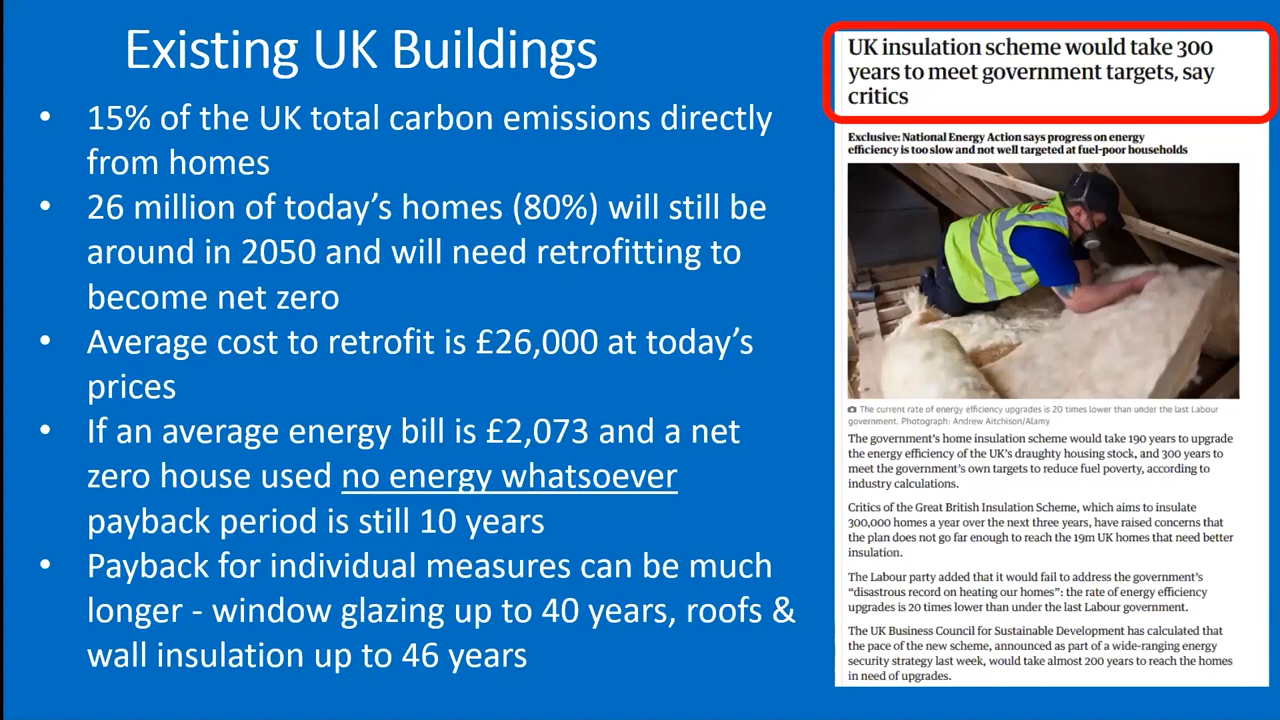 Existing UK Buildings
• 15% of the UK total carbon emissions directly
from homes
• 26 million of today’s homes (80%) will still be
around in 2050 and will need retrofitting to
become net zero
• Average cost to retrofit is £26,000 at today’s
prices
• If an average energy bill is £2,073 and a net
zero house used no energy whatsoever
payback period is still 10 years
• Payback for individual measures can be much
longer - window glazing up to 40 years, roofs &
wall insulation up to 46 years
UK insulation scheme would take 300
years to meet government targets, say
critics
Exclusive: National Energy Action says progress on energy
efficiency is too slow and not well targeted at fuel-poor households
The current rate of energy efficiency upgrades is 20 times lower than under the last Labour
government. Photograph: Andrew Aitchison/Alamy
The government’s home insulation scheme would take 190 years to upgrade
the energy efficiency of the UK’s draughty housing stock, and 300 years to
meet the government’s own targets to reduce fuel poverty, according to
industry calculations.
Critics of the Great British Insulation Scheme, which aims to insulate
300,000 homes a year over the next three years, have raised concerns that
the plan does not go far enough to reach the 19m UK homes that need better
insulation.
The Labour party added that it would fail to address the government’s
“disastrous record on heating our homes”: the rate of energy efficiency
upgrades is 20 times lower than under the last Labour government.
The UK Business Council for Sustainable Development has calculated that
the pace of the new scheme, announced as part of a wide-ranging energy
security strategy last week, would take almost 200 years to reach the homes
in need of upgrades.